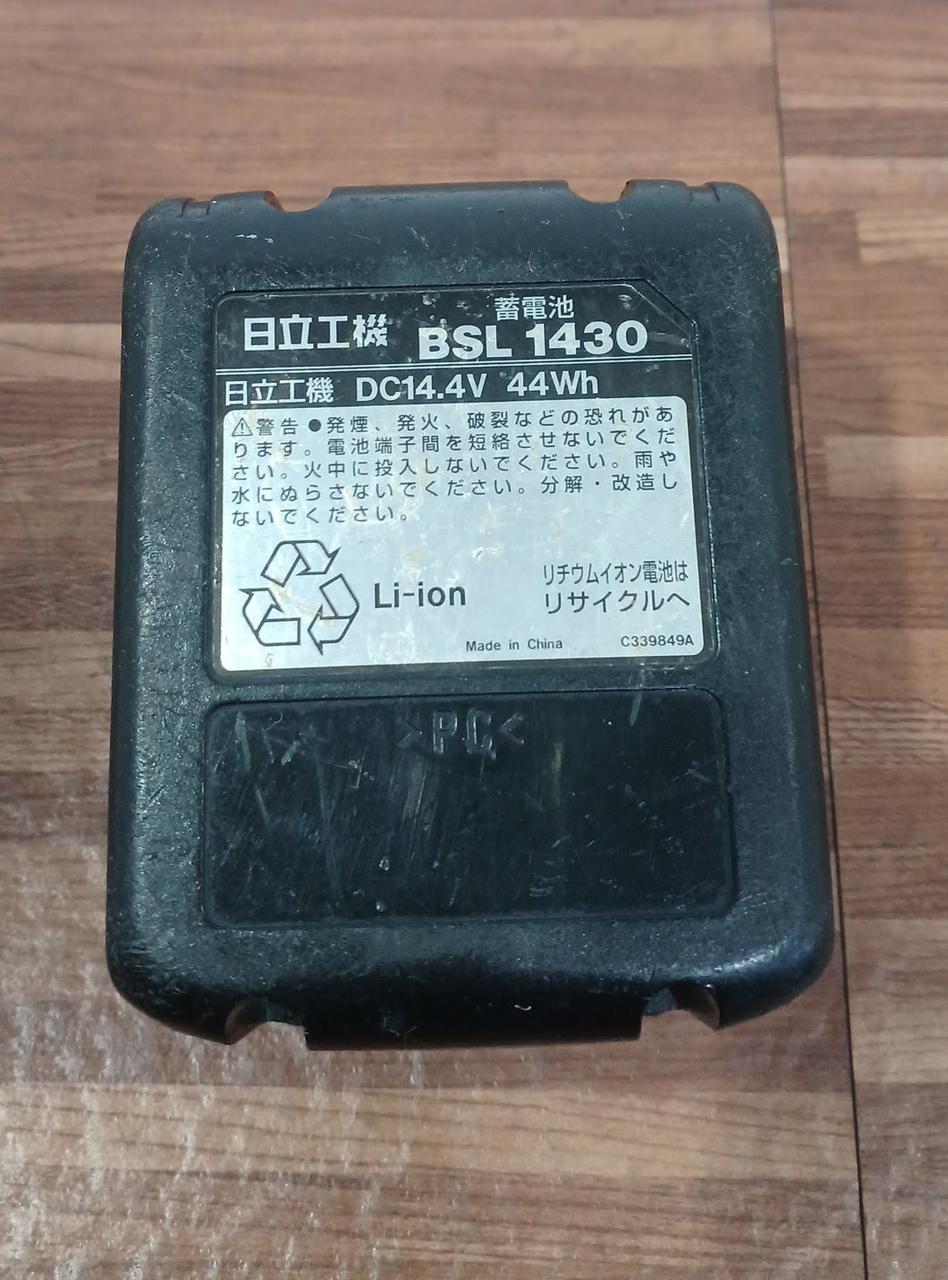 蓄電池
日立工機 BSL 1430
日立工機 DC14.4V 44Wh
⚠警告 ●発煙、発火、破裂などの恐れがあ
ります。電池端子間を短絡させないでくだ
さい。火中に投入しないでください。雨や
水にぬらさないでください。分解・改造し
ないでください。
Li-ion
リチウムイオン電池は
リサイクルへ
Made in China C339849A
>PC<